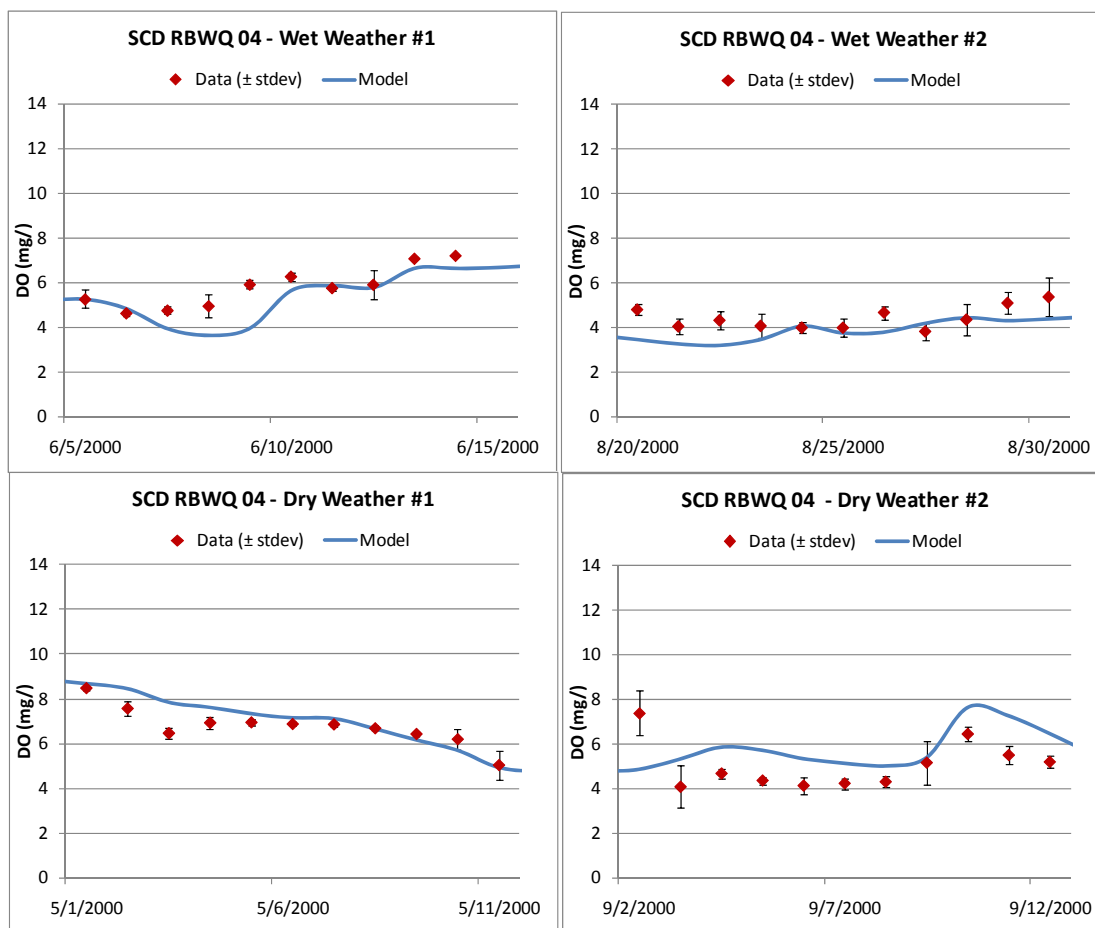 SCD RBWQ 04 - Wet Weather #1
Data (± stdev) Model
14
12
10
8
6
4
2
0
DO (mg/)
6/5/2000 6/10/2000 6/15/2000
SCD RBWQ 04 - Wet Weather #2
Data (± stdev) Model
14
12
10
8
6
4
2
0
DO (mg/)
8/20/2000 8/25/2000 8/30/2000
SCD RBWQ 04 - Dry Weather #1
Data (± stdev) Model
14
12
10
8
6
4
2
0
DO (mg/)
5/1/2000 5/6/2000 5/11/2000
SCD RBWQ 04 - Dry Weather #2
Data (± stdev) Model
14
12
10
8
6
4
2
0
DO (mg/)
9/2/2000 9/7/2000 9/12/2000